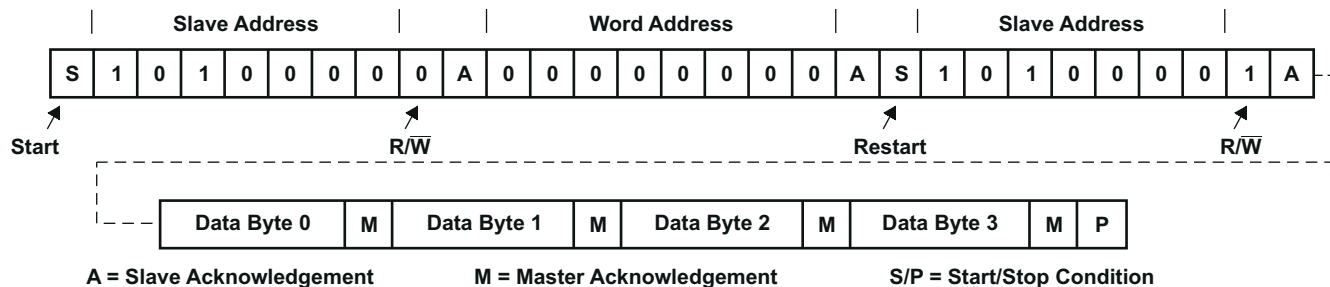 Slave Address Word Address Slave Address
S 1 0 1 0 0 0 0 0 A 0 0 0 0 0 0 0 0 A S 1 0 1 0 0 0 0 1 A
Start R/W̅ Restart R/W̅
Data Byte 0 M Data Byte 1 M Data Byte 2 M Data Byte 3 M P
A = Slave Acknowledgement M = Master Acknowledgement S/P = Start/Stop Condition